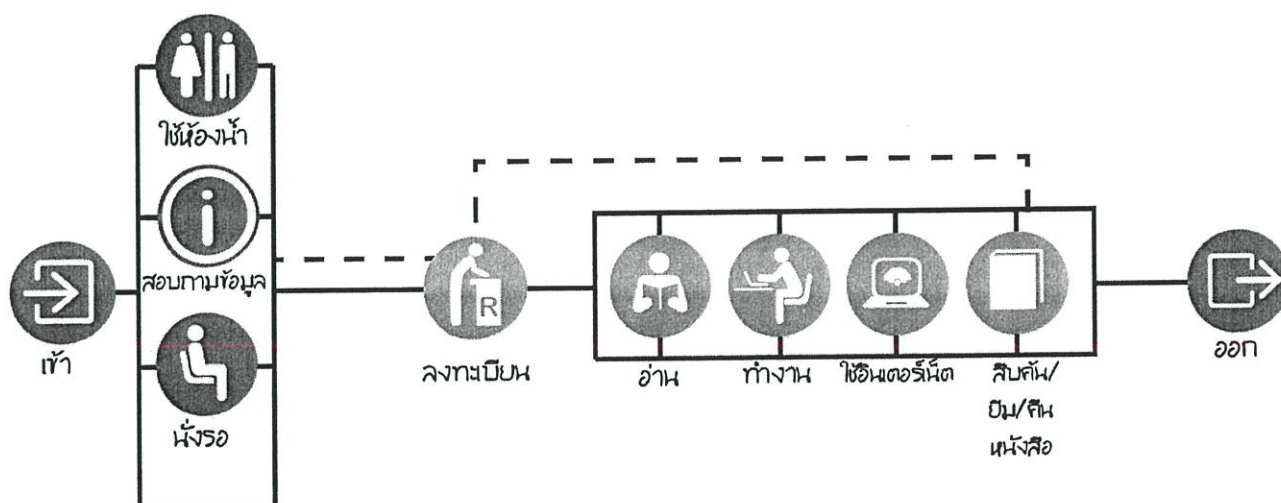 ใช้ห้องน้ำ
สอบถามข้อมูล
เข้า
นั่งรอ
R
ลงทะเบียน
อ่าน
ทำงาน
ใช้อินเตอร์เน็ต
สืบค้น/
ยืม/คืน
หนังสือ
ออก